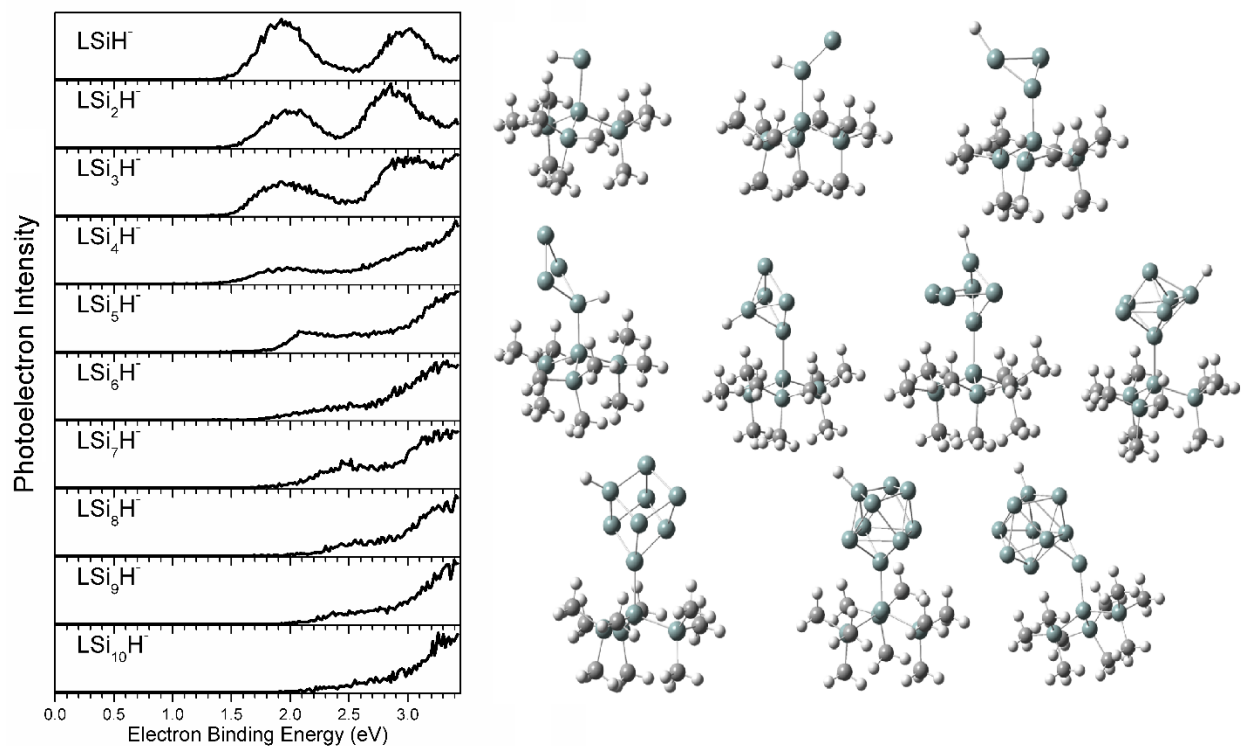 Photoelectron Intensity
LSiH⁻
LSi₂H⁻
LSi₃H⁻
LSi₄H⁻
LSi₅H⁻
LSi₆H⁻
LSi₇H⁻
LSi₈H⁻
LSi₉H⁻
LSi₁₀H⁻
0.0 0.5 1.0 1.5 2.0 2.5 3.0
Electron Binding Energy (eV)